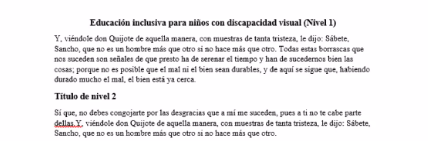 Educación inclusiva para niños con discapacidad visual (Nivel 1)
Y, viéndole don Quijote de aquella manera, con muestras de tanta tristeza, le dijo: Sábete,
Sancho, que no es un hombre más que otro si no hace más que otro. Todas estas borrascas que
nos suceden son señales de que presto ha de serenar el tiempo y han de sucedernos bien las
cosas; porque no es posible que el mal ni el bien sean durables, y de aquí se sigue que, habiendo
durado mucho el mal, el bien está ya cerca.
Título de nivel 2
Sí que, no debes congojarte por las desgracias que a mí me suceden, pues a ti no te cabe parte
dellas.Y, viéndole don Quijote de aquella manera, con muestras de tanta tristeza, le dijo: Sábete,
Sancho, que no es un hombre más que otro si no hace más que otro.